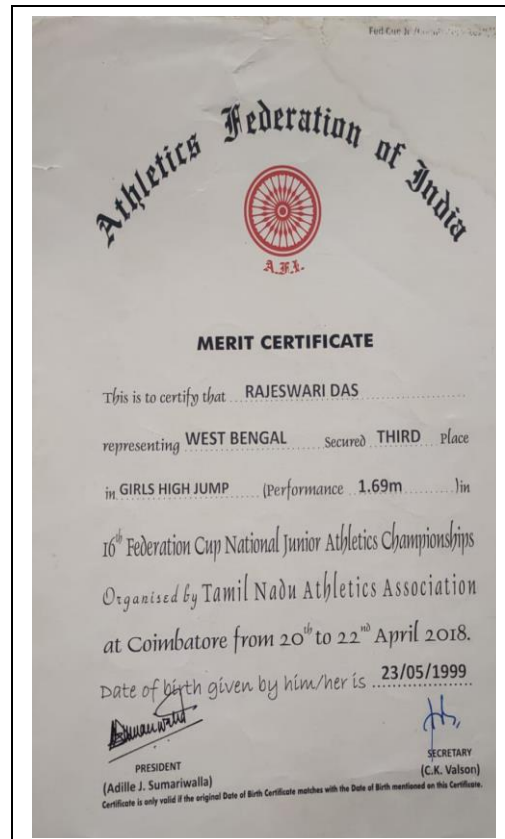 Fed Cup Jr
Athletics Federation of India
A.F.I.
MERIT CERTIFICATE
This is to certify that RAJESWARI DAS
representing WEST BENGAL Secured THIRD Place
in GIRLS HIGH JUMP (Performance 1.69m )in
16th Federation Cup National Junior Athletics Championships
Organised by Tamil Nadu Athletics Association
at Coimbatore from 20th to 22nd April 2018.
Date of birth given by him/her is 23/05/1999
PRESIDENT
(Adille J. Sumariwalla)
SECRETARY
(C.K. Valson)
Certificate is only valid if the original Date of Birth Certificate matches with the Date of Birth mentioned on this Certificate.